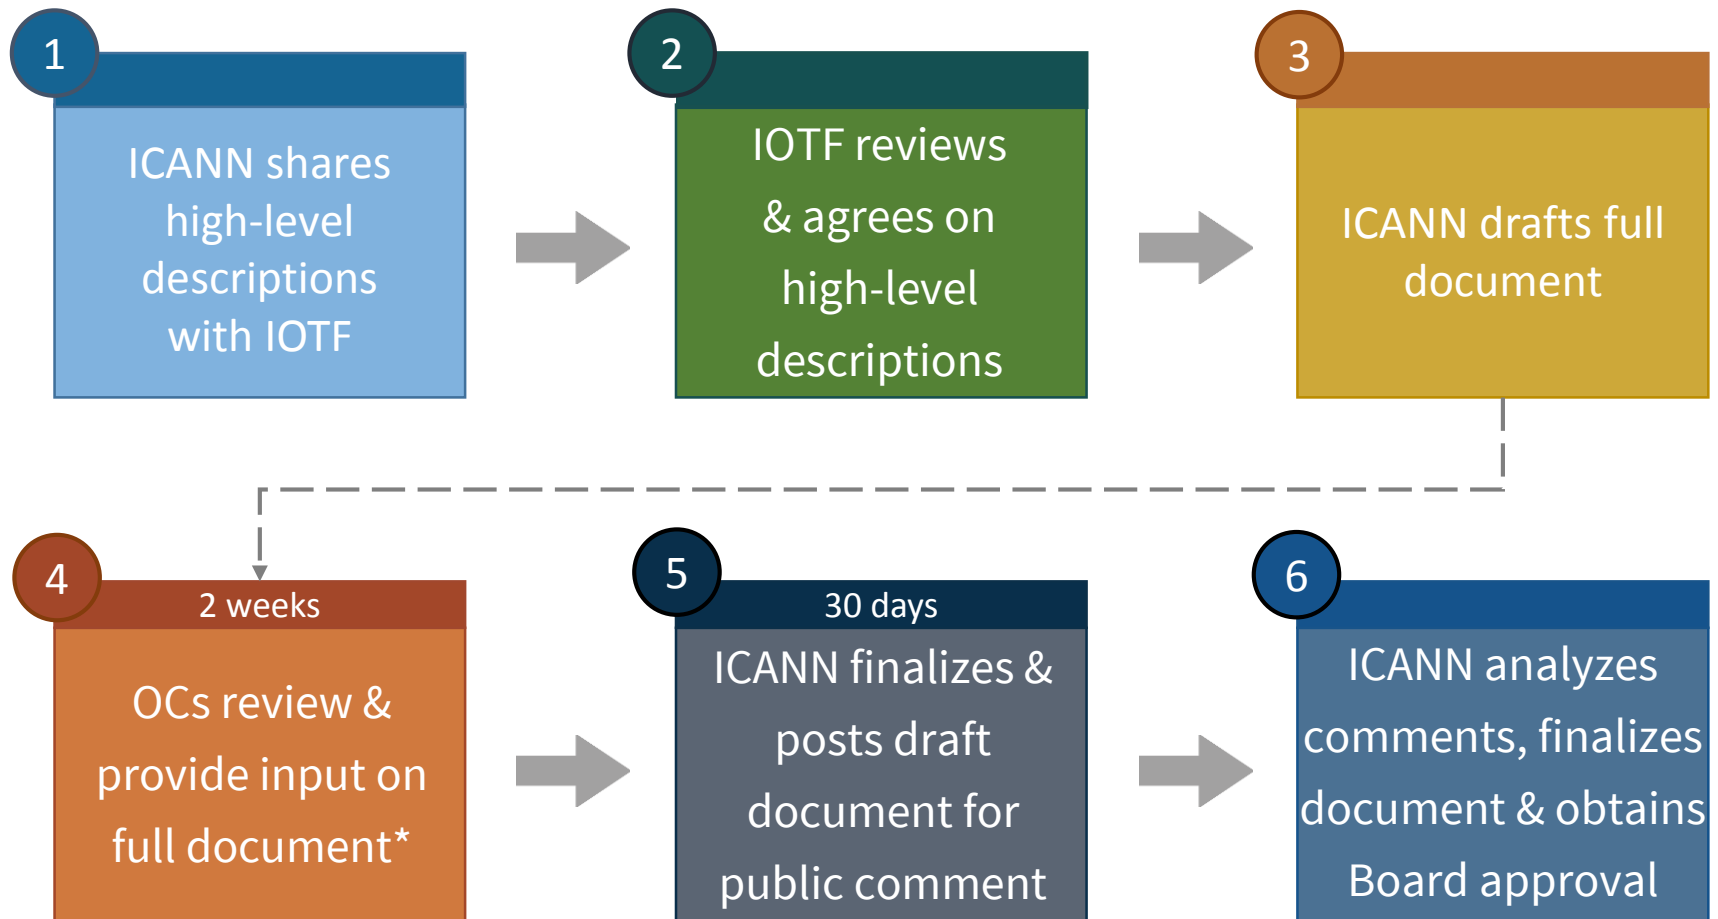 1
ICANN shares
high-level
descriptions
with IOTF
2
IOTF reviews
& agrees on
high-level
descriptions
3
ICANN drafts full
document
4
2 weeks
OCs review &
provide input on
full document*
5
30 days
ICANN finalizes &
posts draft
document for
public comment
6
ICANN analyzes
comments, finalizes
document & obtains
Board approval